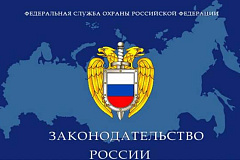 ФЕДЕРАЛЬНАЯ СЛУЖБА ОХРАНЫ РОССИЙСКОЙ ФЕДЕРАЦИИ
ЗАКОНОДАТЕЛЬСТВО
РОССИИ